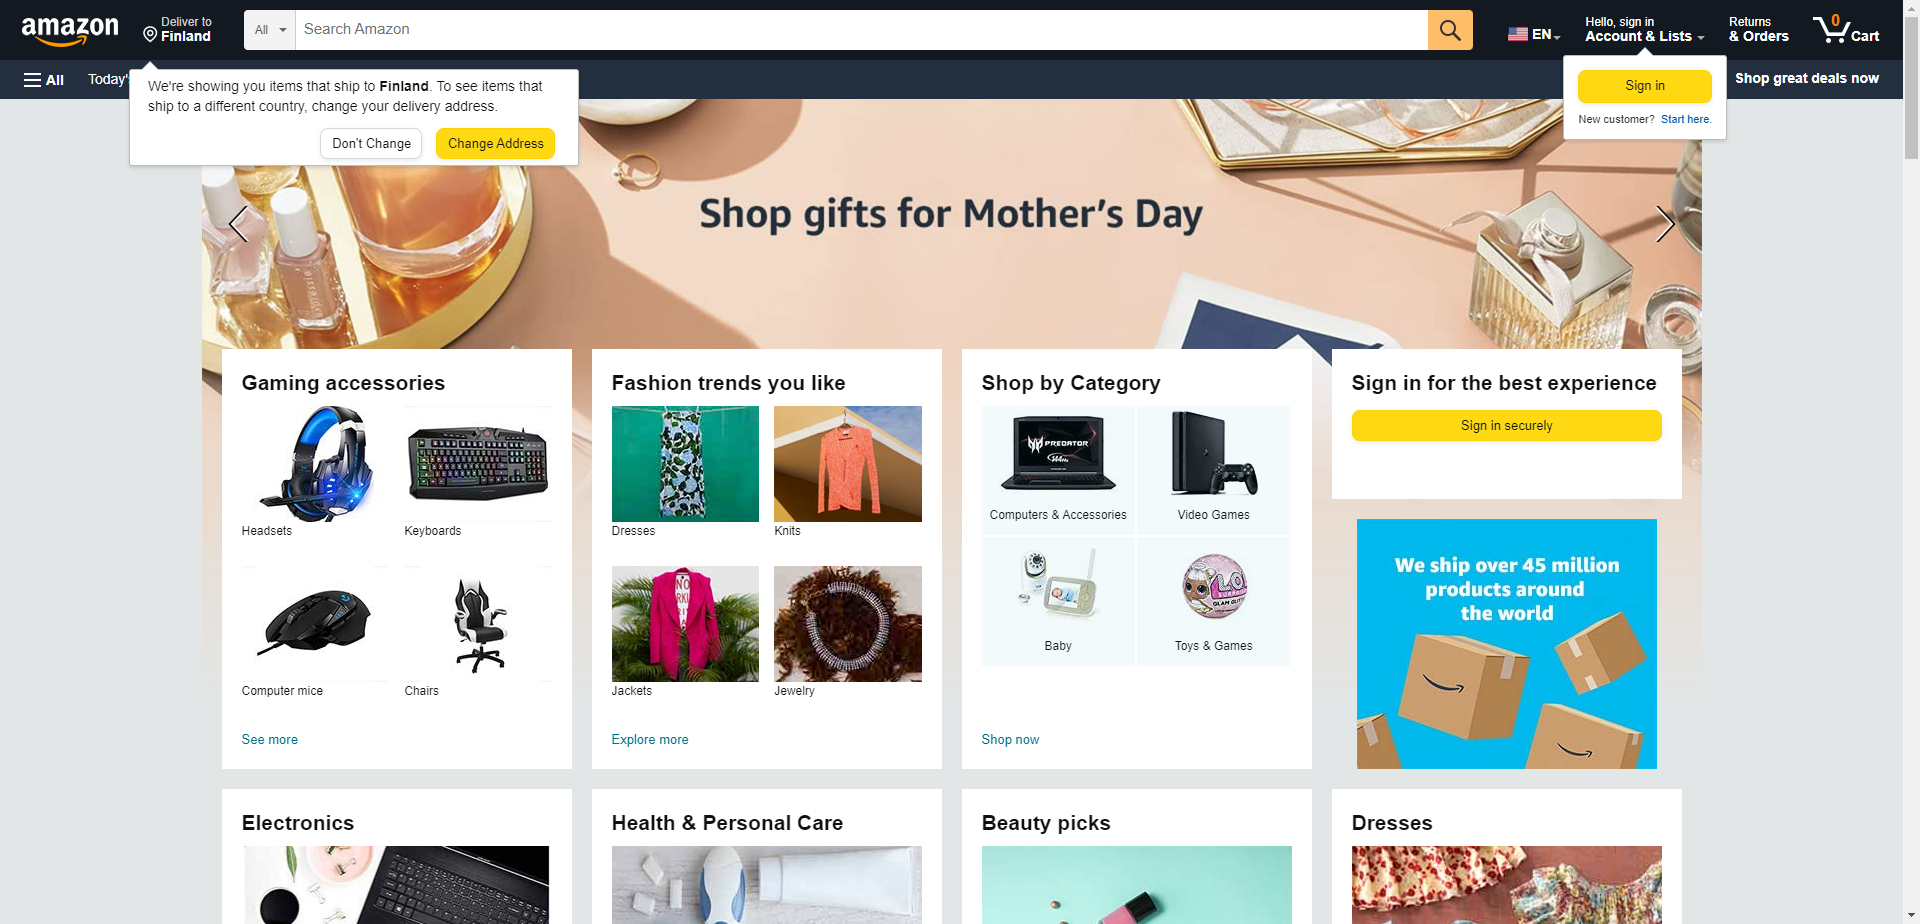 amazon
Deliver to
Finland
All
Search Amazon
EN
Hello, sign in
Account & Lists
Returns
& Orders
0
Cart
All
Today's
Shop great deals now
We're showing you items that ship to Finland. To see items that
ship to a different country, change your delivery address.
Don't Change
Change Address
Sign in
New customer? Start here.
Shop gifts for Mother's Day
Gaming accessories
Headsets
Keyboards
Computer mice
Chairs
See more
Fashion trends you like
Dresses
Knits
Jackets
Jewelry
Explore more
Shop by Category
PREDATOR
Computers & Accessories
Video Games
L.O.L.
SURPRISE
GLAM GLITTER
Baby
Toys & Games
Shop now
Sign in for the best experience
Sign in securely
We ship over 45 million
products around
the world
Electronics
Health & Personal Care
Beauty picks
Dresses